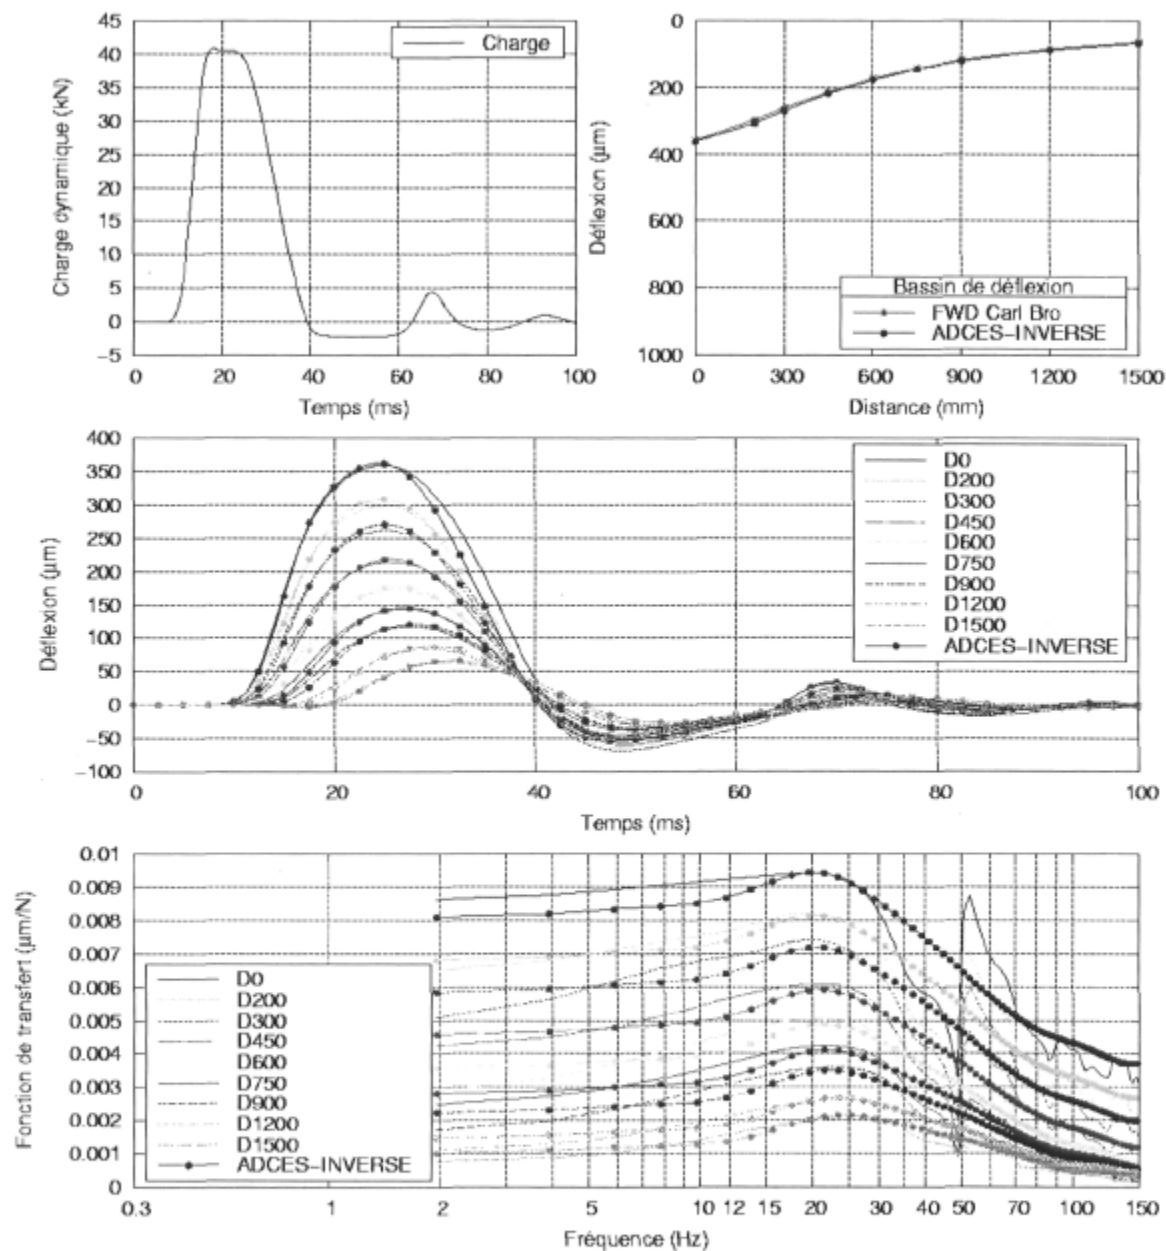 45
40
35
30
25
20
15
10
5
0
−5
Charge dynamique (kN)
Charge
0 20 40 60 80 100
Temps (ms)
0
200
400
600
800
1000
Déflexion (µm)
Bassin de déflexion
FWD Carl Bro
ADCES−INVERSE
0 300 600 900 1200 1500
Distance (mm)
400
350
300
250
200
150
100
50
0
−50
−100
Déflexion (µm)
D0
D200
D300
D450
D600
D750
D900
D1200
D1500
ADCES−INVERSE
0 20 40 60 80 100
Temps (ms)
0.01
0.009
0.008
0.007
0.006
0.005
0.004
0.003
0.002
0.001
0
Fonction de transfert (µm/N)
D0
D200
D300
D450
D600
D750
D900
D1200
D1500
ADCES−INVERSE
0.3 1 2 5 10 12 15 20 30 40 50 70 100 150
Fréquence (Hz)